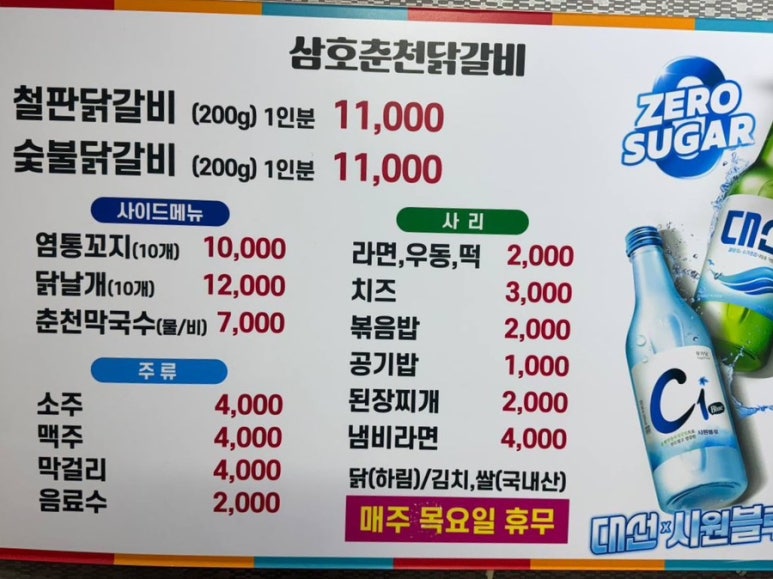 삼호춘천닭갈비
철판닭갈비 (200g) 1인분 11,000
숯불닭갈비 (200g) 1인분 11,000
사이드메뉴
염통꼬지(10개) 10,000
닭날개(10개) 12,000
춘천막국수(물/비) 7,000
주 류
소주 4,000
맥주 4,000
막걸리 4,000
음료수 2,000
사 리
라면,우동,떡 2,000
치즈 3,000
볶음밥 2,000
공기밥 1,000
된장찌개 2,000
냄비라면 4,000
닭(하림)/김치,쌀(국내산)
매주 목요일 휴무
ZERO
SUGAR
대선
Ci
Blue
대선x시원블루